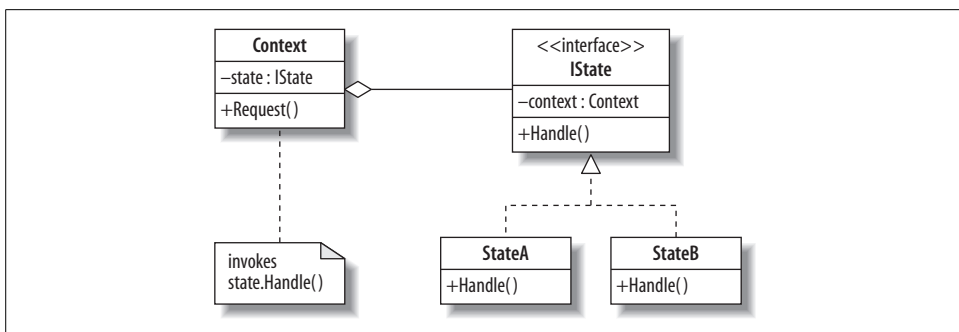 Context
–state : IState
+Request( )
<<interface>>
IState
–context : Context
+Handle( )
invokes
state.Handle( )
StateA
+Handle( )
StateB
+Handle( )